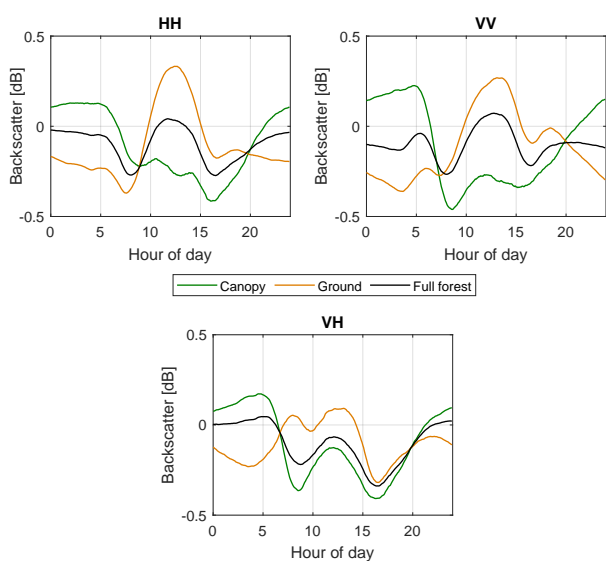 HH
0.5
0
-0.5
Backscatter [dB]
0 5 10 15 20
Hour of day
VV
0.5
0
-0.5
Backscatter [dB]
0 5 10 15 20
Hour of day
Canopy Ground Full forest
VH
0.5
0
-0.5
Backscatter [dB]
0 5 10 15 20
Hour of day